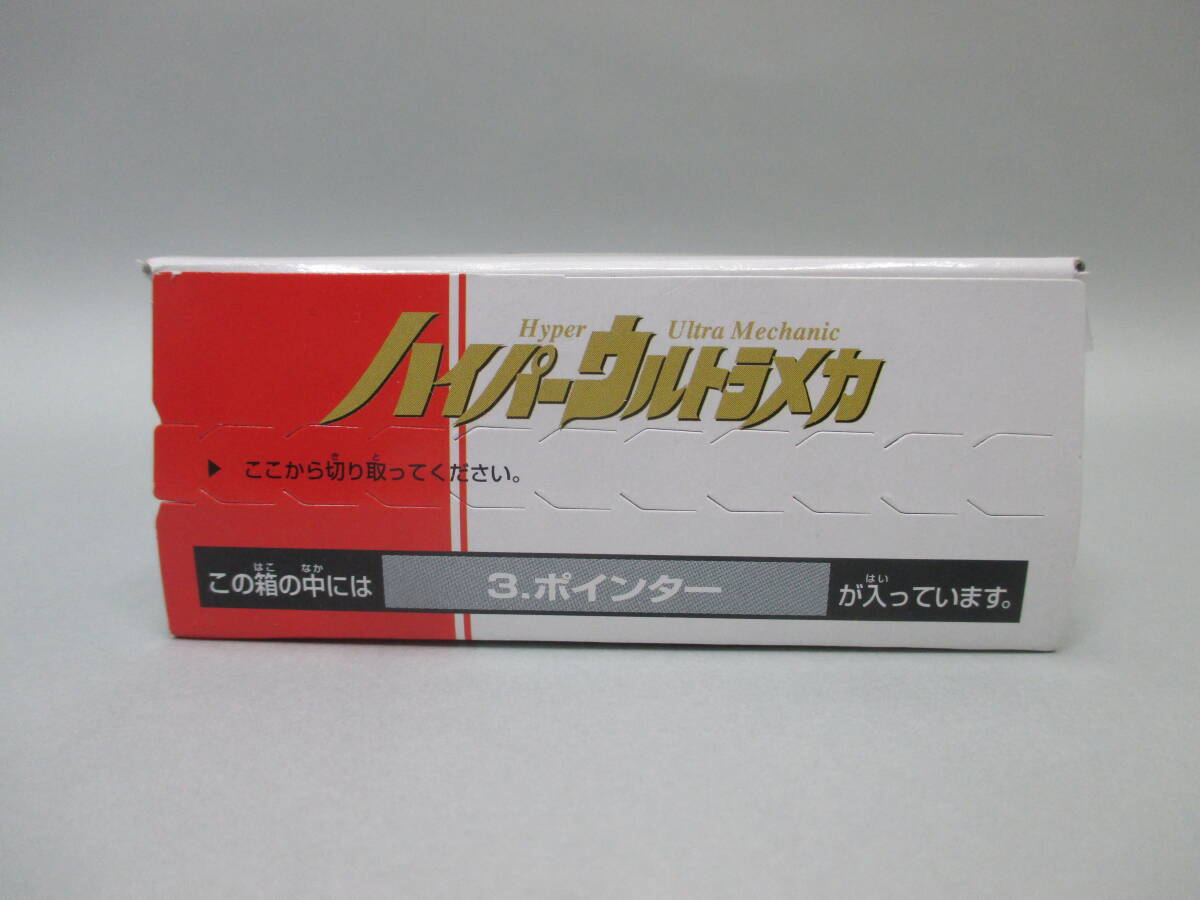 Hyper Ultra Mechanic
ハイパーウルトラメカ
▶ ここから切り取ってください。
この箱の中には 3.ポインター が入っています。